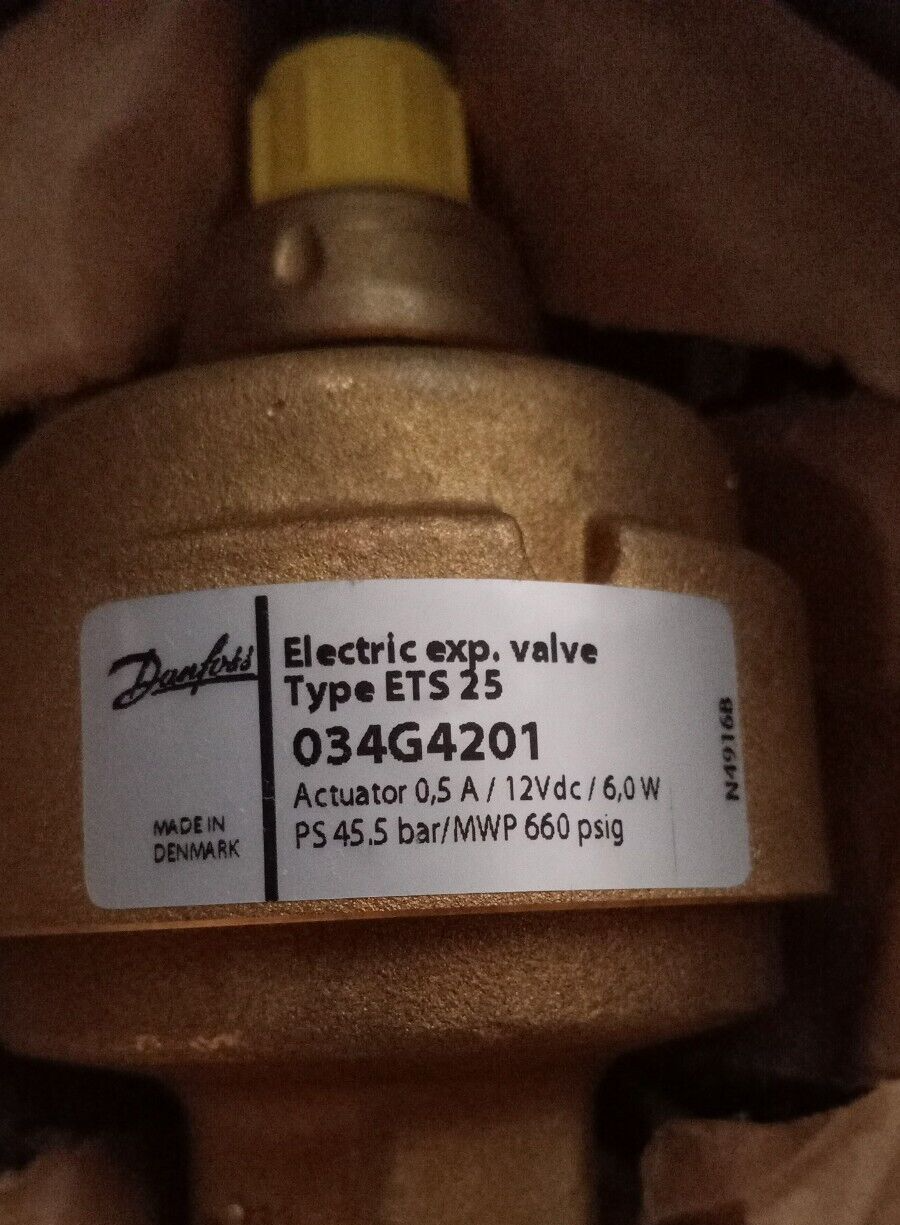 Danfoss
MADE IN
DENMARK
Electric exp. valve
Type ETS 25
034G4201
Actuator 0,5 A / 12Vdc / 6,0 W
PS 45.5 bar/MWP 660 psig
N4916B